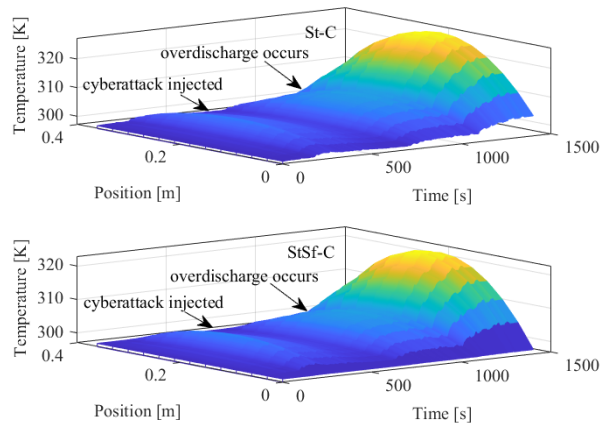 St-C
overdischarge occurs
cyberattack injected
Temperature [K]
320
310
300
0.4
0.2
0
Position [m]
0
500
1000
1500
Time [s]
StSf-C
overdischarge occurs
cyberattack injected
Temperature [K]
320
310
300
0.4
0.2
0
Position [m]
0
500
1000
1500
Time [s]